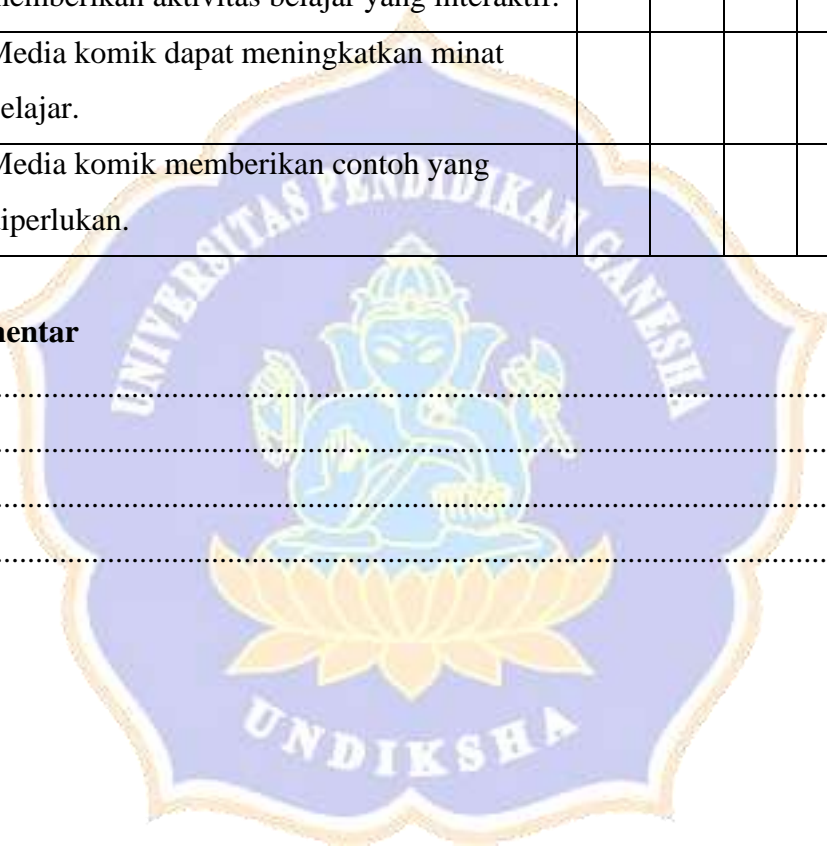 memberikan aktivitas belajar yang interaktif.
Media komik dapat meningkatkan minat
belajar.
Media komik memberikan contoh yang
diperlukan.
UNIVERSITAS PENDIDIKAN GANESHA
mentar
...........................................................................................................
...........................................................................................................
...........................................................................................................
...........................................................................................................
UNDIKSHA